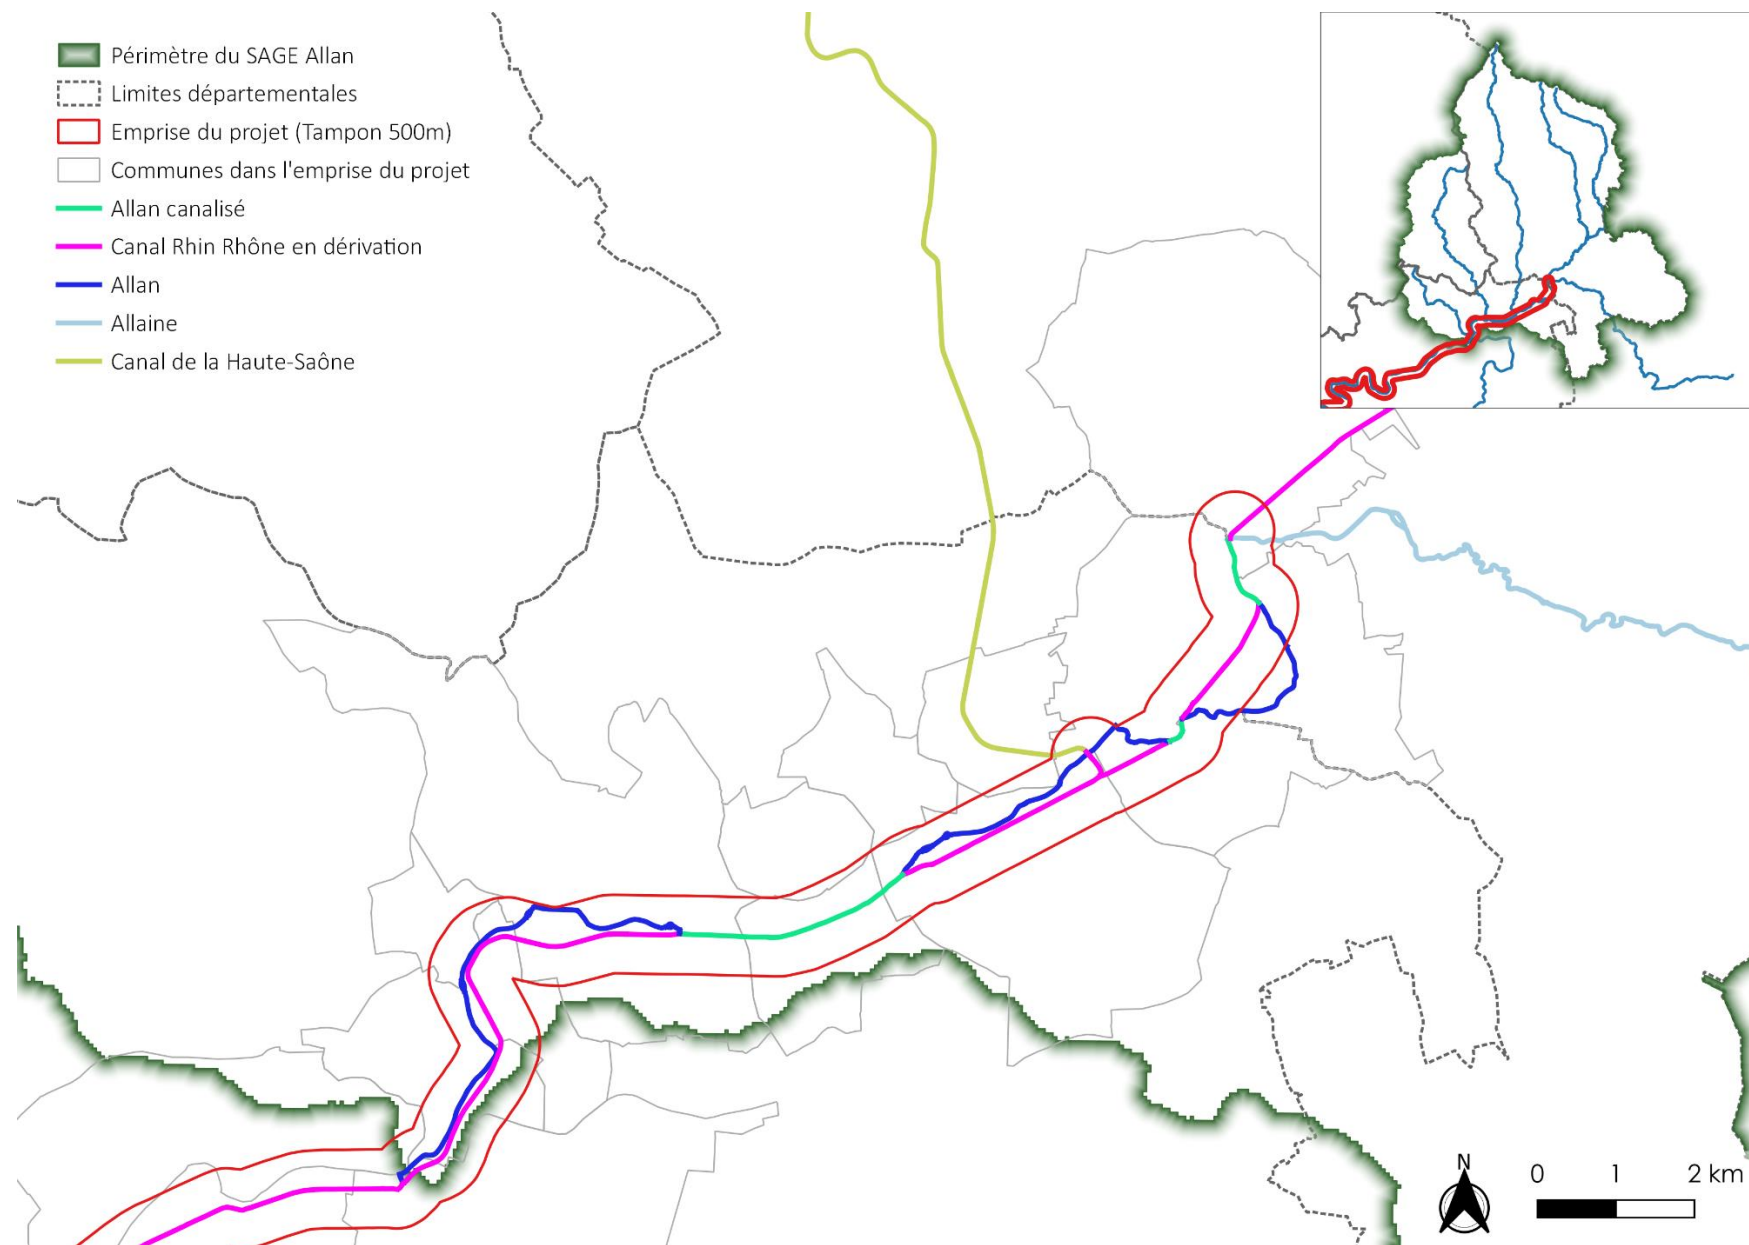 Périmètre du SAGE Allan
Limites départementales
Emprise du projet (Tampon 500m)
Communes dans l'emprise du projet
Allan canalisé
Canal Rhin Rhône en dérivation
Allan
Allaine
Canal de la Haute-Saône
N
0 1 2 km